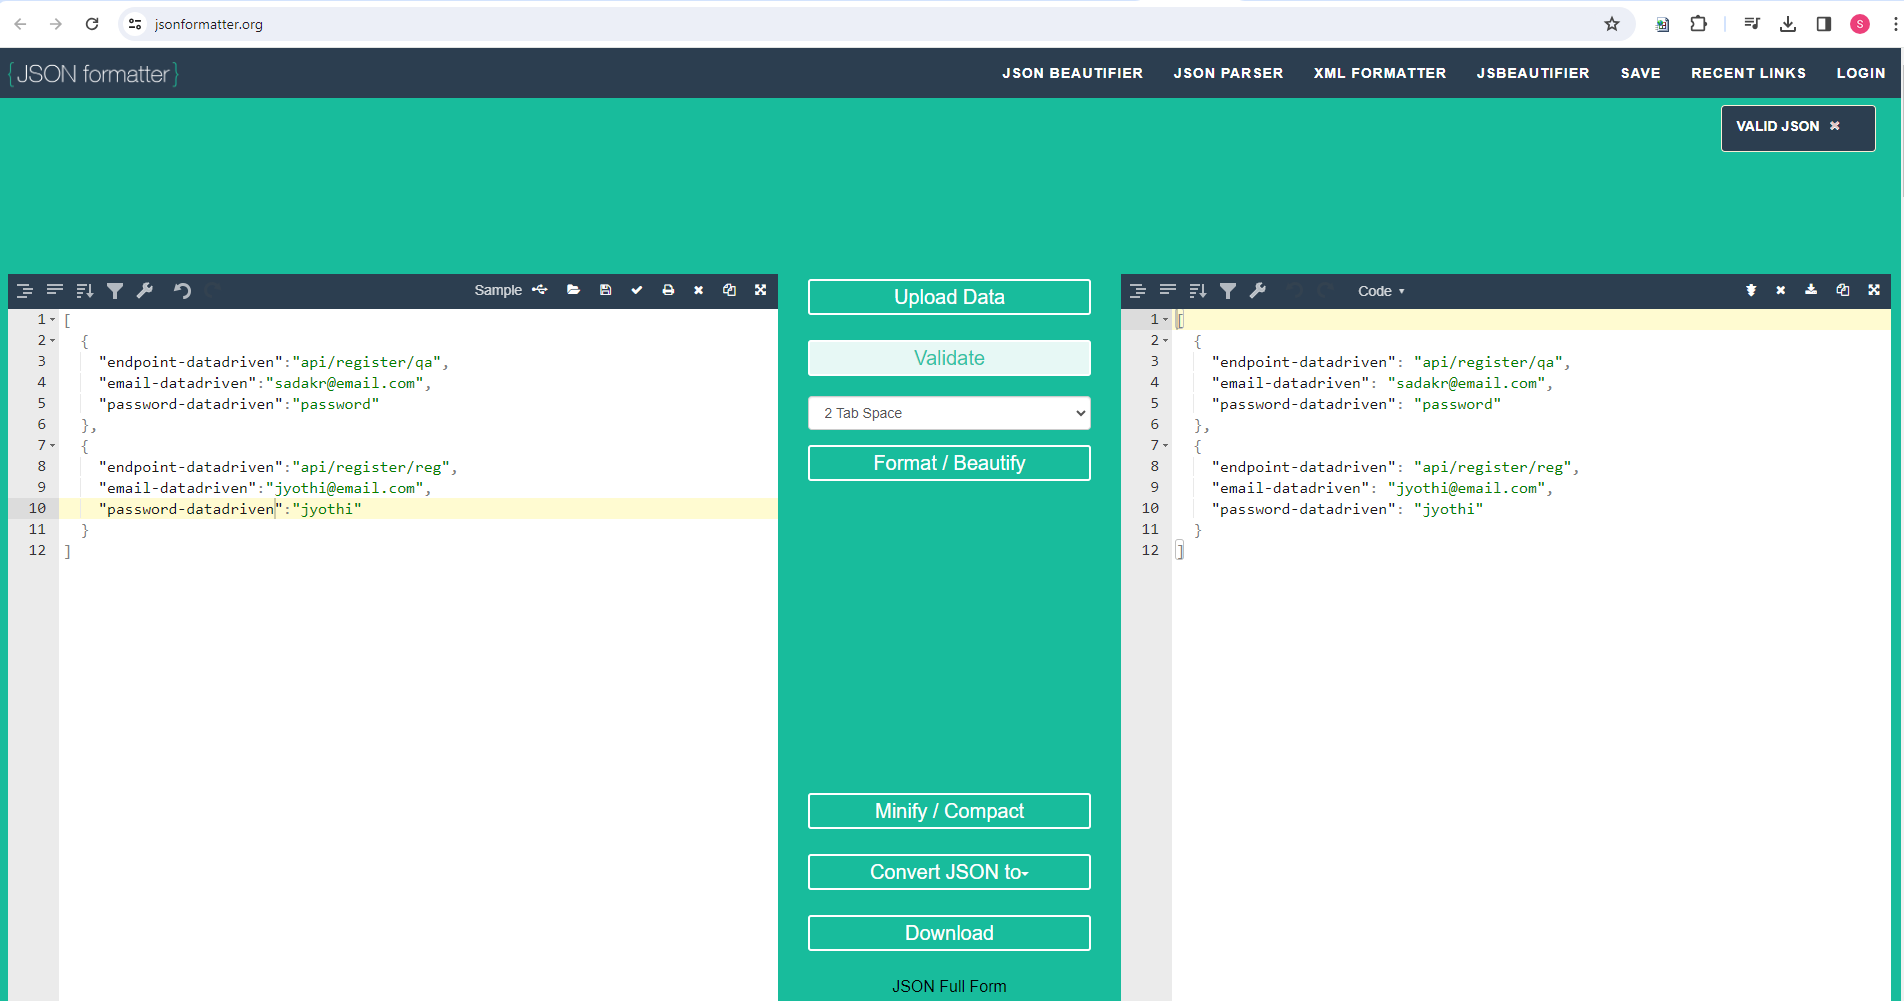 jsonformatter.org
S
{JSON formatter}
JSON BEAUTIFIER JSON PARSER XML FORMATTER JSBEAUTIFIER SAVE RECENT LINKS LOGIN
VALID JSON ✖
Sample
1 [
2 {
3 "endpoint-datadriven":"api/register/qa",
4 "email-datadriven":"sadakr@email.com",
5 "password-datadriven":"password"
6 },
7 {
8 "endpoint-datadriven":"api/register/reg",
9 "email-datadriven":"jyothi@email.com",
10 "password-datadriven":"jyothi"
11 }
12 ]
Upload Data
Validate
2 Tab Space
Format / Beautify
Minify / Compact
Convert JSON to
Download
JSON Full Form
Code
1 [
2 {
3 "endpoint-datadriven": "api/register/qa",
4 "email-datadriven": "sadakr@email.com",
5 "password-datadriven": "password"
6 },
7 {
8 "endpoint-datadriven": "api/register/reg",
9 "email-datadriven": "jyothi@email.com",
10 "password-datadriven": "jyothi"
11 }
12 ]